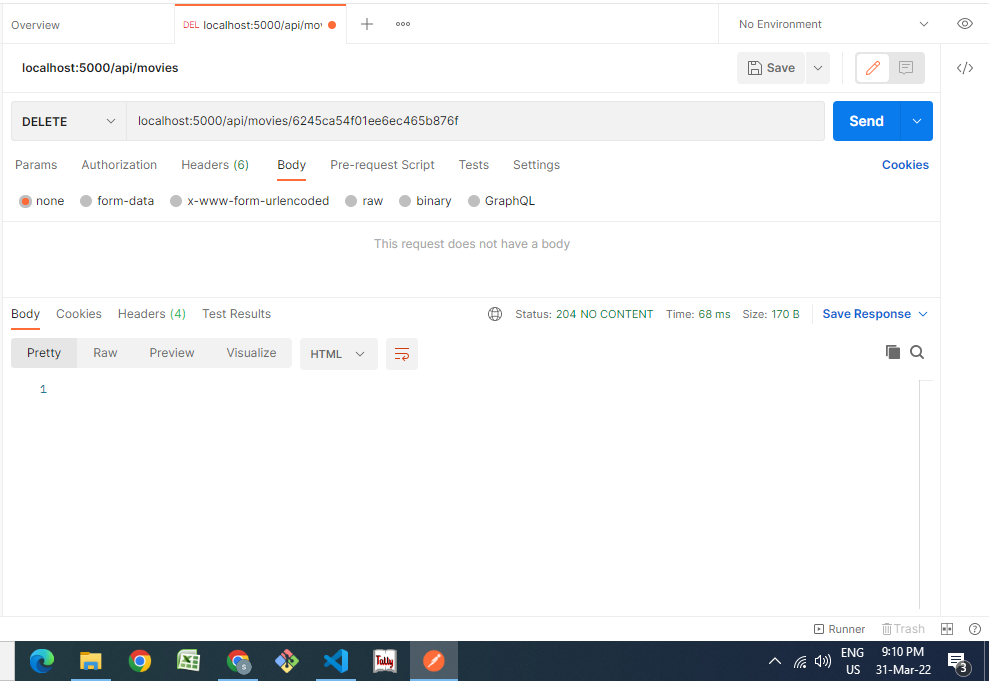 Overview
DEL localhost:5000/api/mov
No Environment
localhost:5000/api/movies
Save
DELETE
localhost:5000/api/movies/6245ca54f01ee6ec465b876f
Send
Params Authorization Headers (6) Body Pre-request Script Tests Settings Cookies
none form-data x-www-form-urlencoded raw binary GraphQL
This request does not have a body
Body Cookies Headers (4) Test Results Status: 204 NO CONTENT Time: 68 ms Size: 170 B Save Response
Pretty Raw Preview Visualize HTML
1
Runner Trash
ENG 9:10 PM
US 31-Mar-22
S
Tally
3